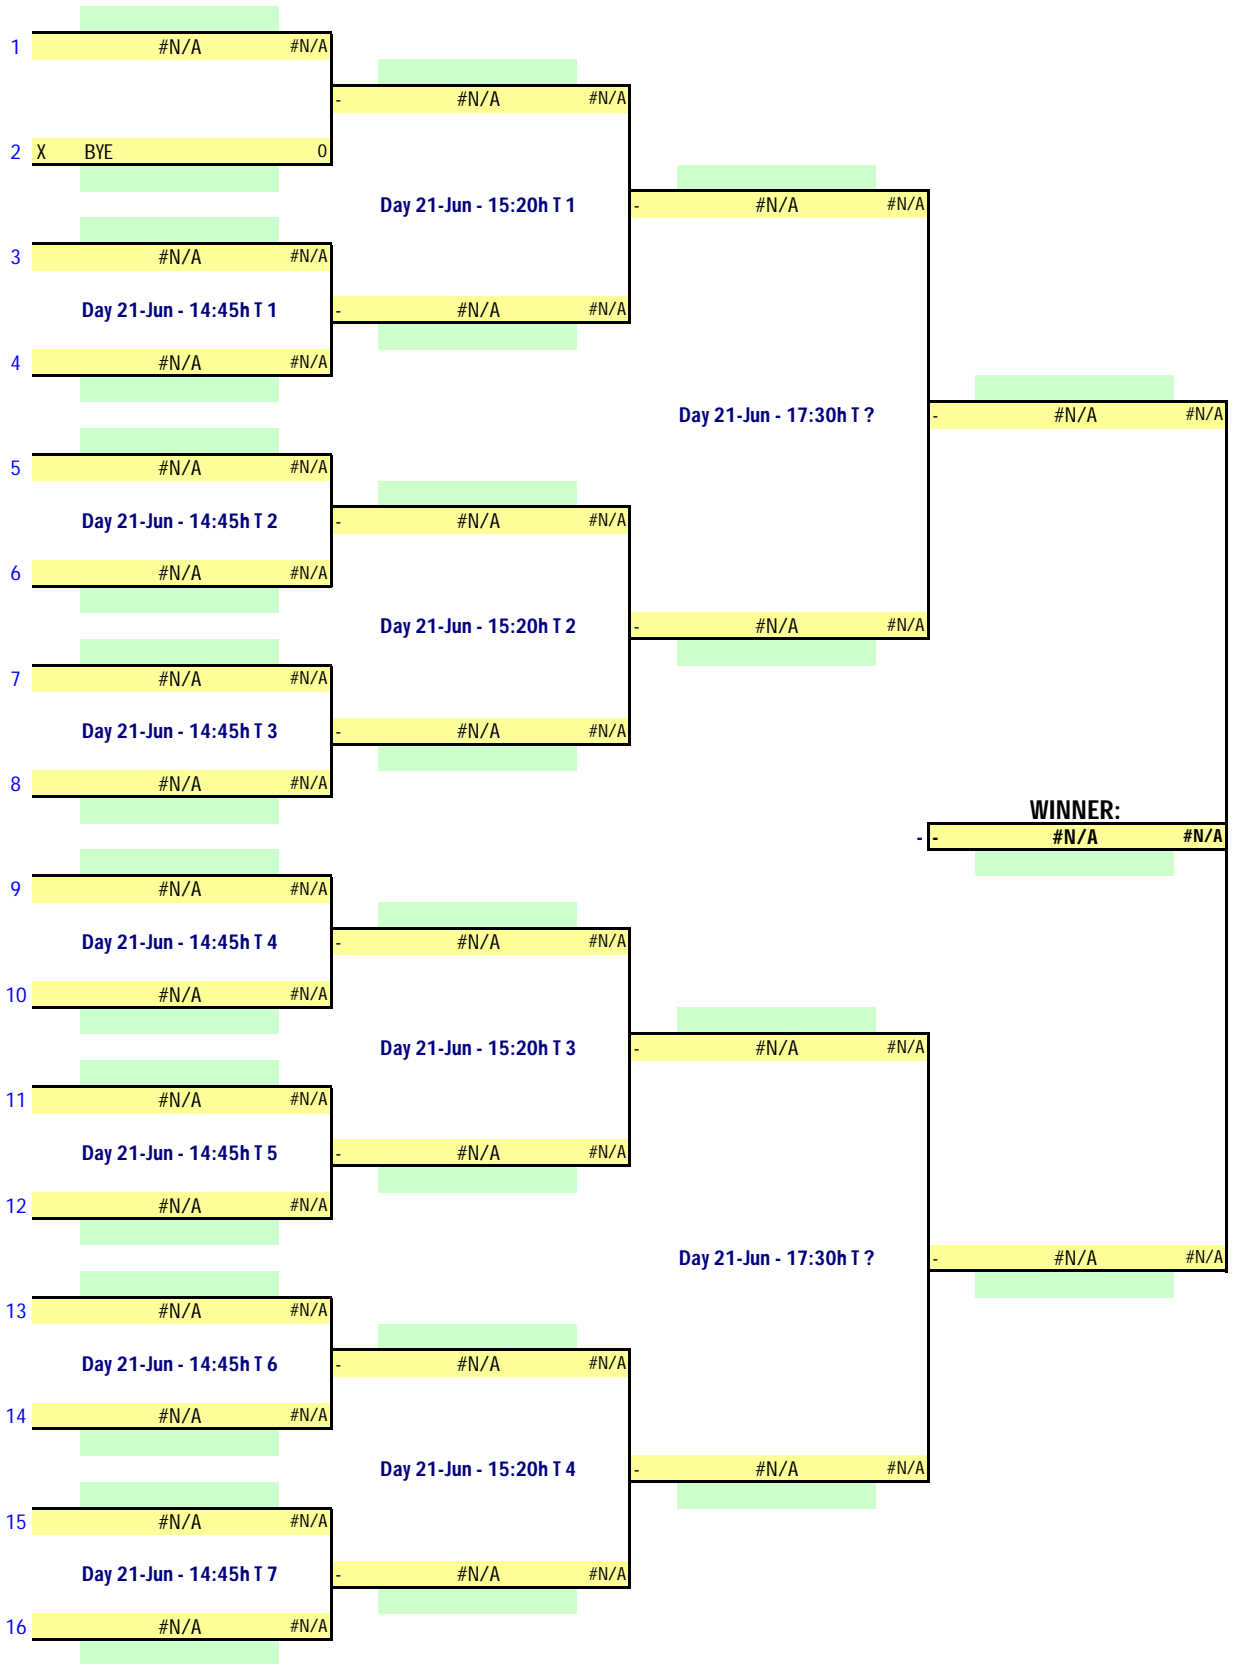 1 #N/A #N/A
- #N/A #N/A
2 X BYE 0
Day 21-Jun - 15:20h T 1 - #N/A #N/A
3 #N/A #N/A
Day 21-Jun - 14:45h T 1 - #N/A #N/A
4 #N/A #N/A
Day 21-Jun - 17:30h T ? - #N/A #N/A
5 #N/A #N/A
Day 21-Jun - 14:45h T 2 - #N/A #N/A
6 #N/A #N/A
Day 21-Jun - 15:20h T 2 - #N/A #N/A
7 #N/A #N/A
Day 21-Jun - 14:45h T 3 - #N/A #N/A
8 #N/A #N/A
WINNER:
- - #N/A #N/A
9 #N/A #N/A
Day 21-Jun - 14:45h T 4 - #N/A #N/A
10 #N/A #N/A
Day 21-Jun - 15:20h T 3 - #N/A #N/A
11 #N/A #N/A
Day 21-Jun - 14:45h T 5 - #N/A #N/A
12 #N/A #N/A
Day 21-Jun - 17:30h T ? - #N/A #N/A
13 #N/A #N/A
Day 21-Jun - 14:45h T 6 - #N/A #N/A
14 #N/A #N/A
Day 21-Jun - 15:20h T 4 - #N/A #N/A
15 #N/A #N/A
Day 21-Jun - 14:45h T 7 - #N/A #N/A
16 #N/A #N/A